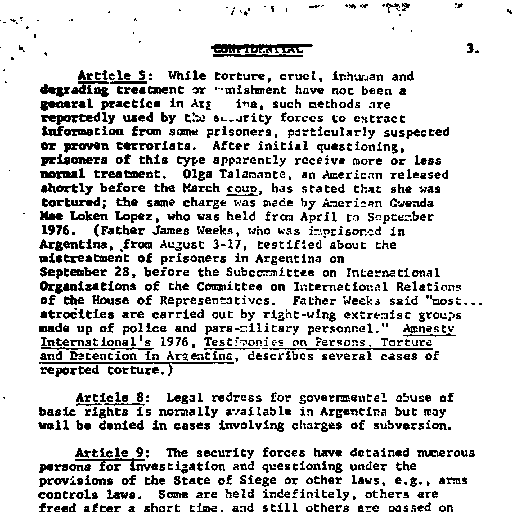 CONFIDENTIAL 3.
Article 5: While torture, cruel, inhuman and
degrading treatment or have not been a
general practice in such methods are
reportedly used by the security forces to extract
information from some prisoners, particularly suspected
or proven terrorists. After initial questioning,
prisoners of this type apparently receive more or less
normal treatment. Olga Talamante, an American released
shortly before the March coup, has stated that she was
tortured; the same charge was made by American Gwenda
Mae Loken Lopez, who was held from April to September
1976. (Father James Weeks, who was imprisoned in
Argentina, from August 3-17, testified about the
mistreatment of prisoners in Argentina on
September 28, before the Subcommittee on International
Organizations of the Committee on International Relations
of the House of Representatives. Father Weeks said "most...
atrocities are carried out by right-wing extremist groups
made up of police and para-military personnel." Amnesty
International's 1976, Testimonies on Persons, Torture
and Detention in Argentina, describes several cases of
reported torture.)
Article 8: Legal redress for governmental abuse of
basic rights is normally available in Argentina but may
wall be denied in cases involving charges of subversion.
Article 9: The security forces have detained numerous
persons for investigation and questioning under the
provisions of the State of Siege or other laws, e.g., arms
controls laws. Some are held indefinitely, others are
freed after a short time, and still others are passed on